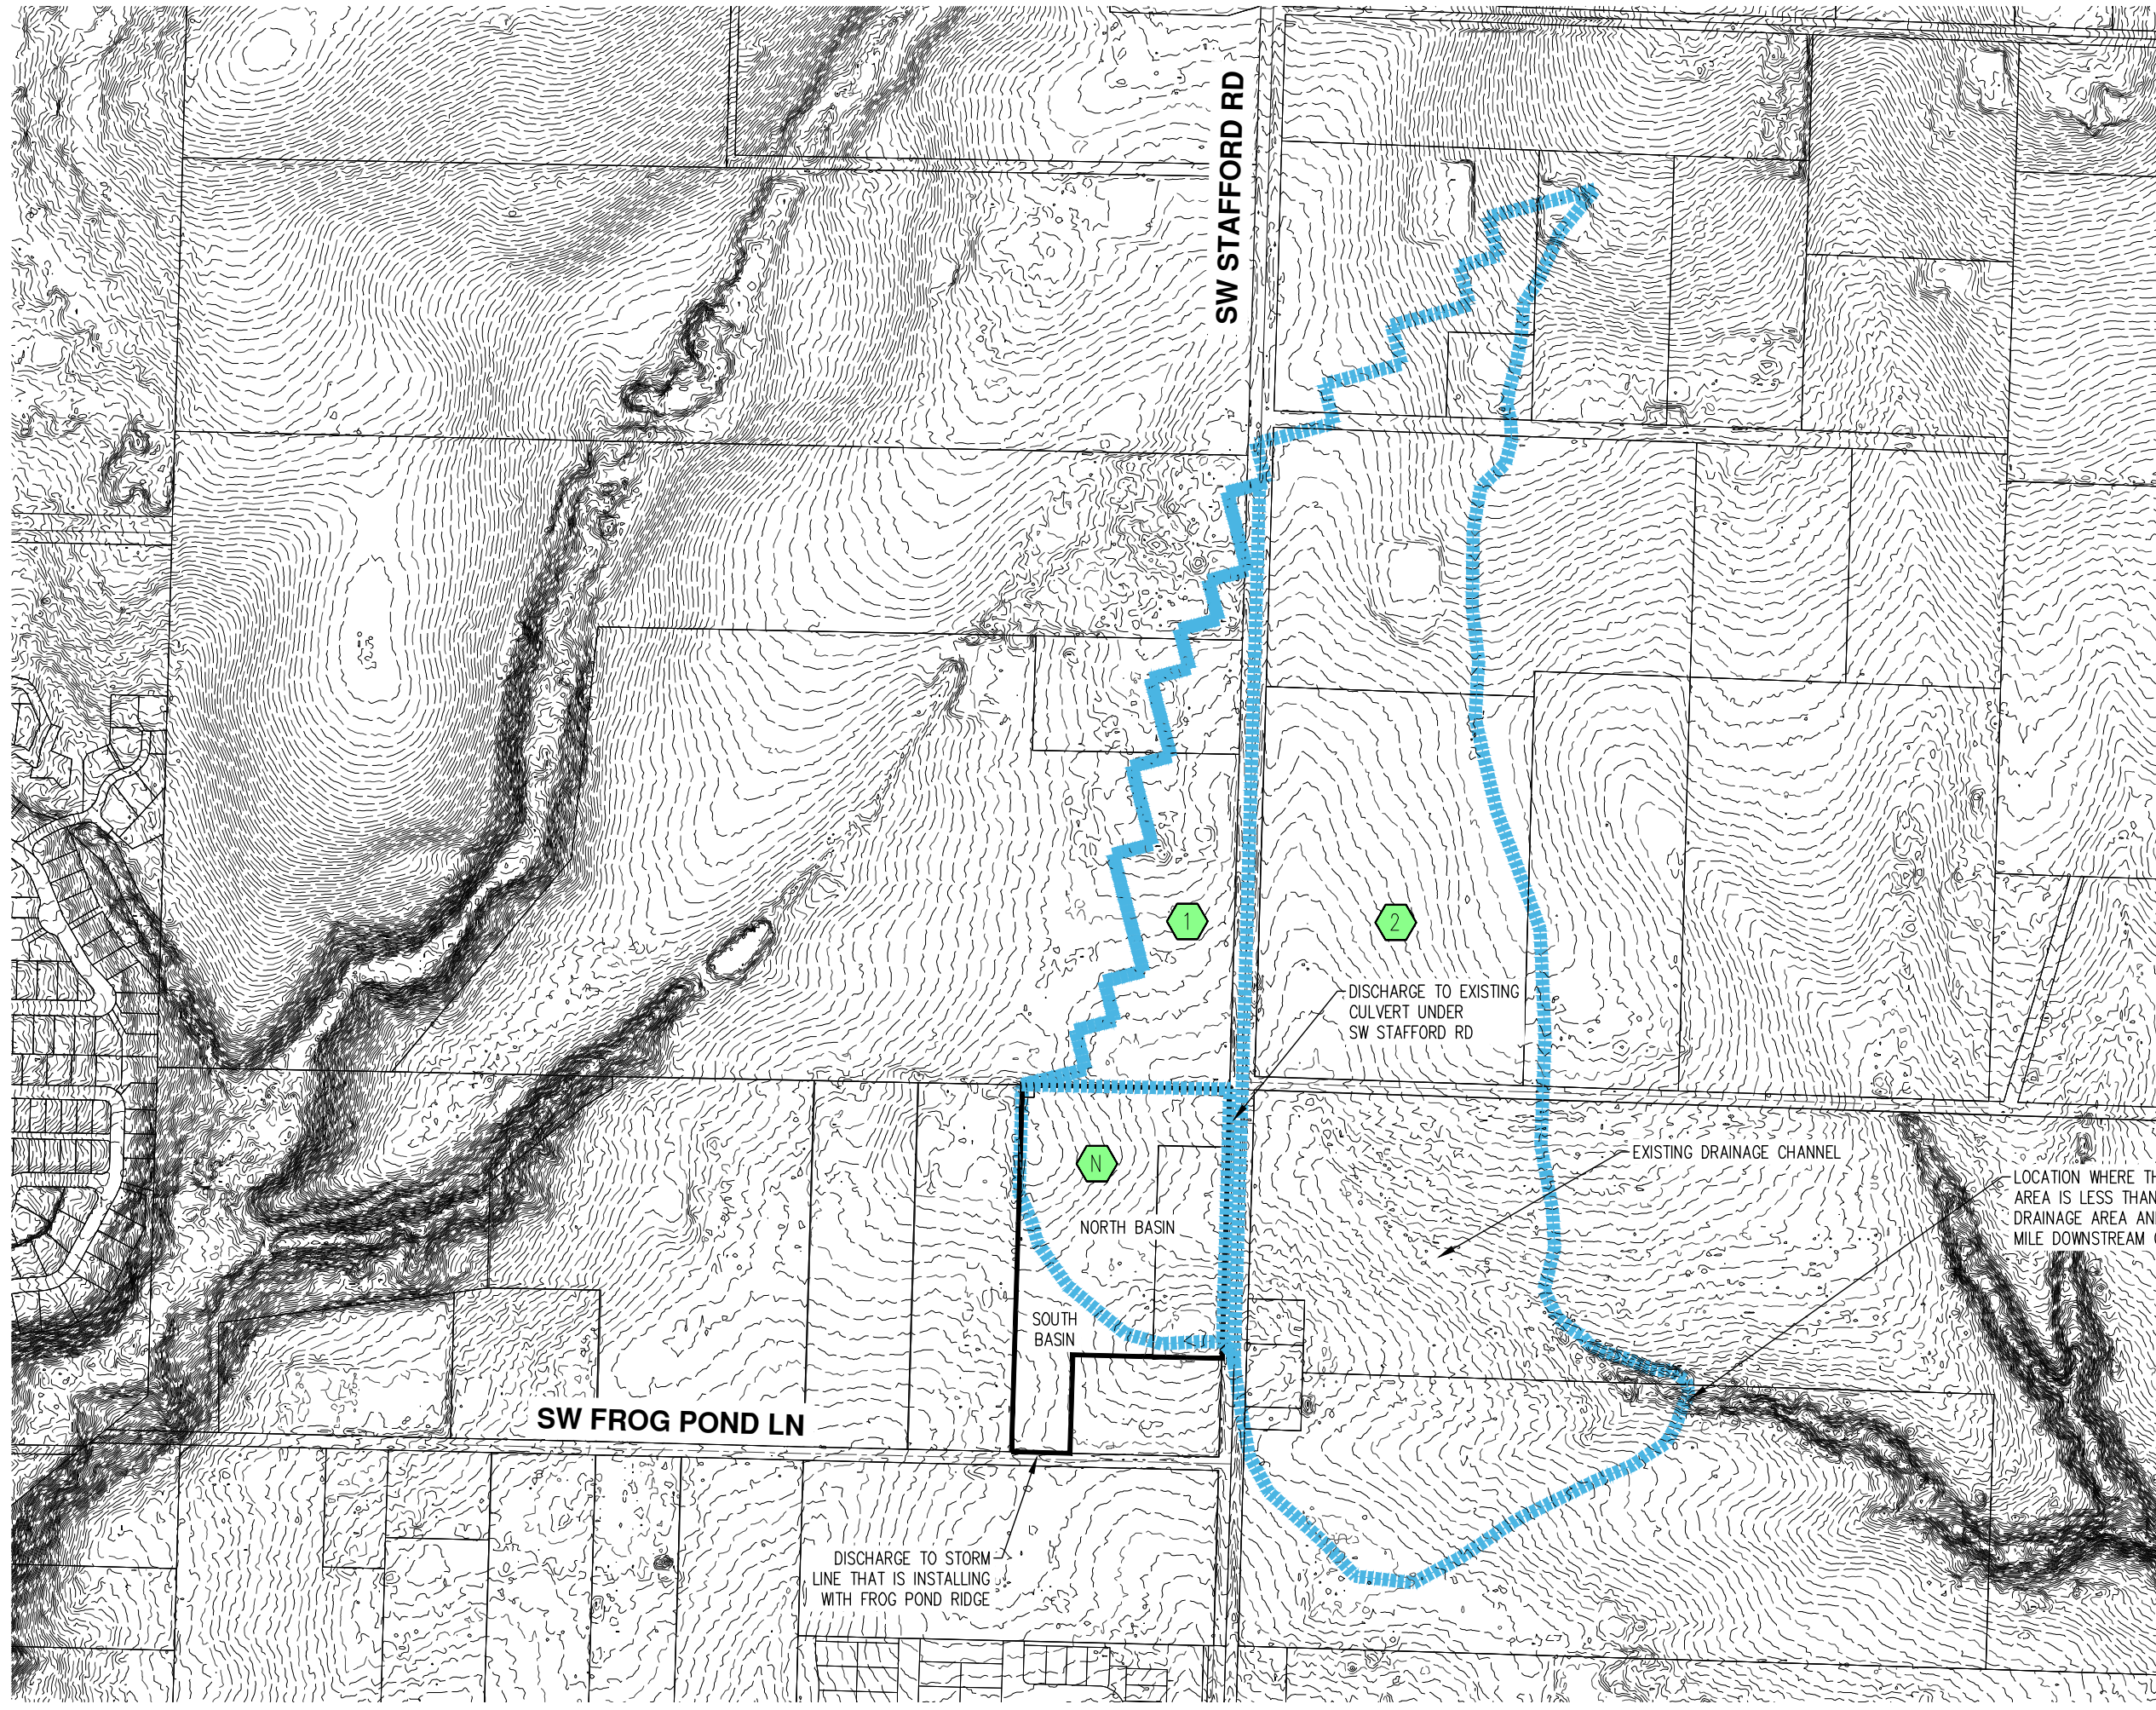 SW STAFFORD RD
1
2
DISCHARGE TO EXISTING
CULVERT UNDER
SW STAFFORD RD
N
EXISTING DRAINAGE CHANNEL
LOCATION WHERE
AREA IS LESS THAN
DRAINAGE AREA
MILE DOWNSTREAM
NORTH BASIN
SOUTH
BASIN
SW FROG POND LN
DISCHARGE TO STORM
LINE THAT IS INSTALLING
WITH FROG POND RIDGE